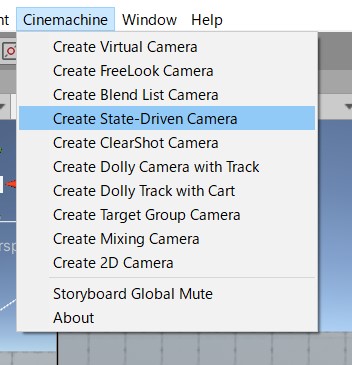 nt Cinemachine Window Help
Create Virtual Camera
Create FreeLook Camera
Create Blend List Camera
Create State-Driven Camera
Create ClearShot Camera
Create Dolly Camera with Track
Create Dolly Track with Cart
Create Target Group Camera
Create Mixing Camera
Create 2D Camera
Storyboard Global Mute
About